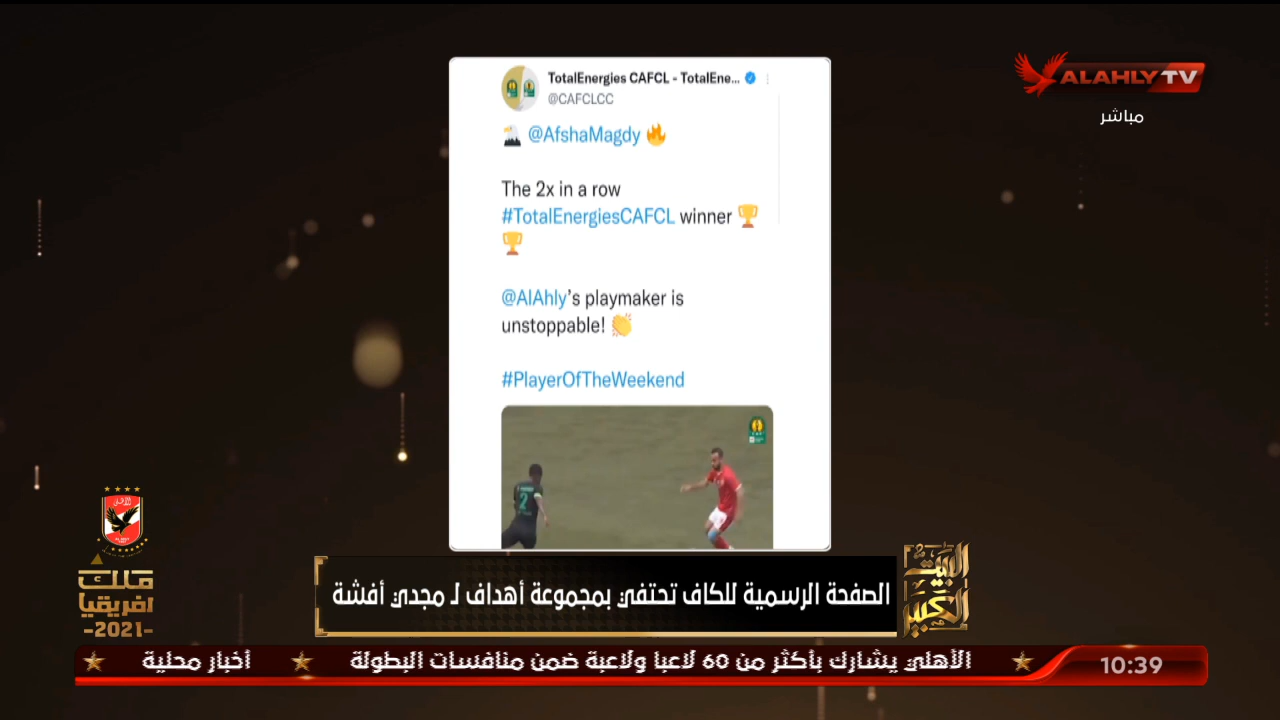 ALAHLY TV
مباشر
TotalEnergies CAFCL - TotalEne...
@CAFCLCC
@AfshaMagdy
The 2x in a row
#TotalEnergiesCAFCL winner
@AlAhly's playmaker is
unstoppable!
#PlayerOfTheWeekend
2
البيت الكبير
الصفحة الرسمية للكاف تحتفي بمجموعة أهداف لـ مجدي أفشة
ملك
افريقيا
-2021-
10:39
الأهلي يشارك بأكثر من 60 لاعبا ولاعبة ضمن منافسات البطولة
أخبار محلية